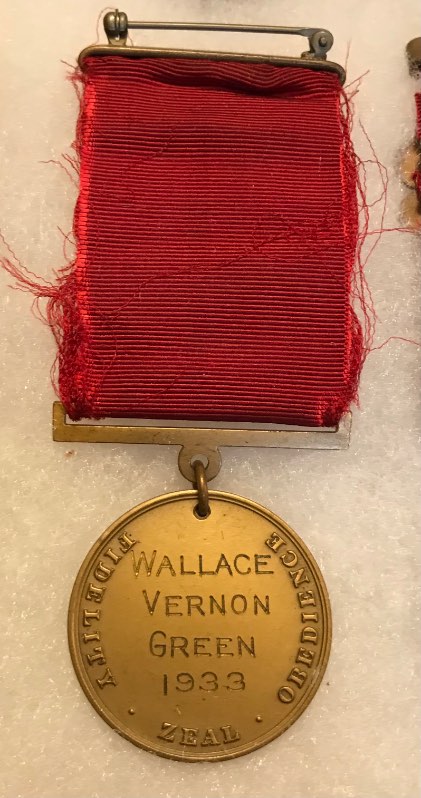 WALLACE
VERNON
GREEN
1933
FIDELITY · ZEAL · OBEDIENCE